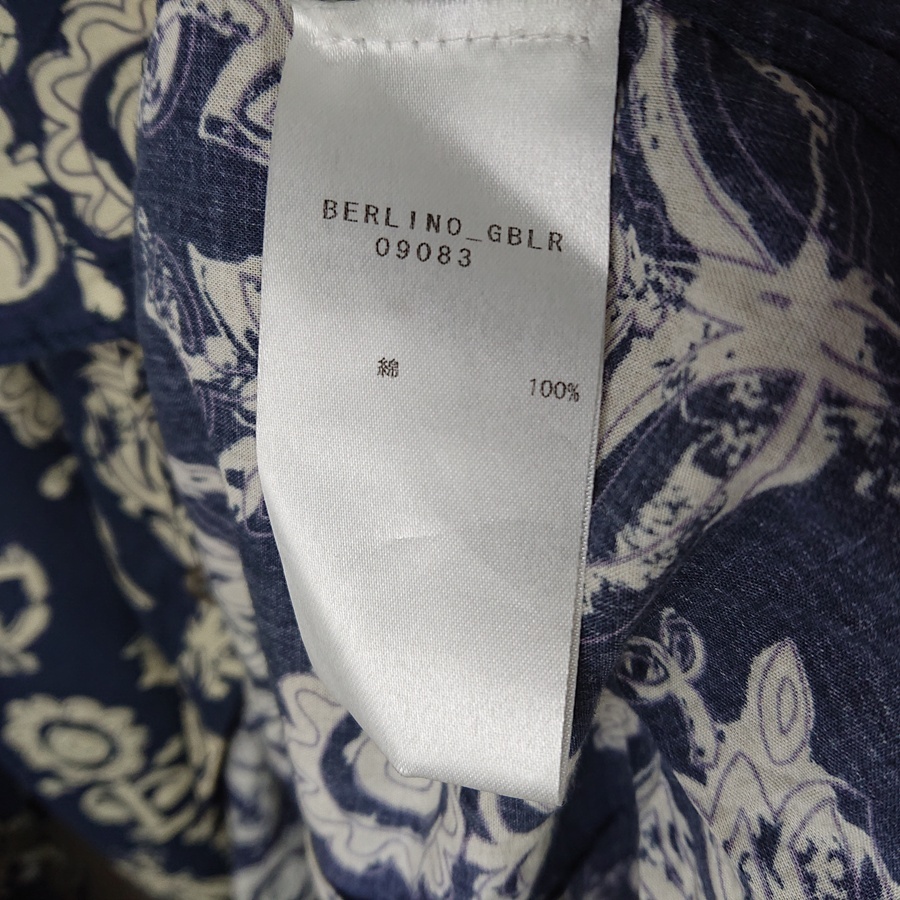 BERLINO_GBLR
09083
綿 100%